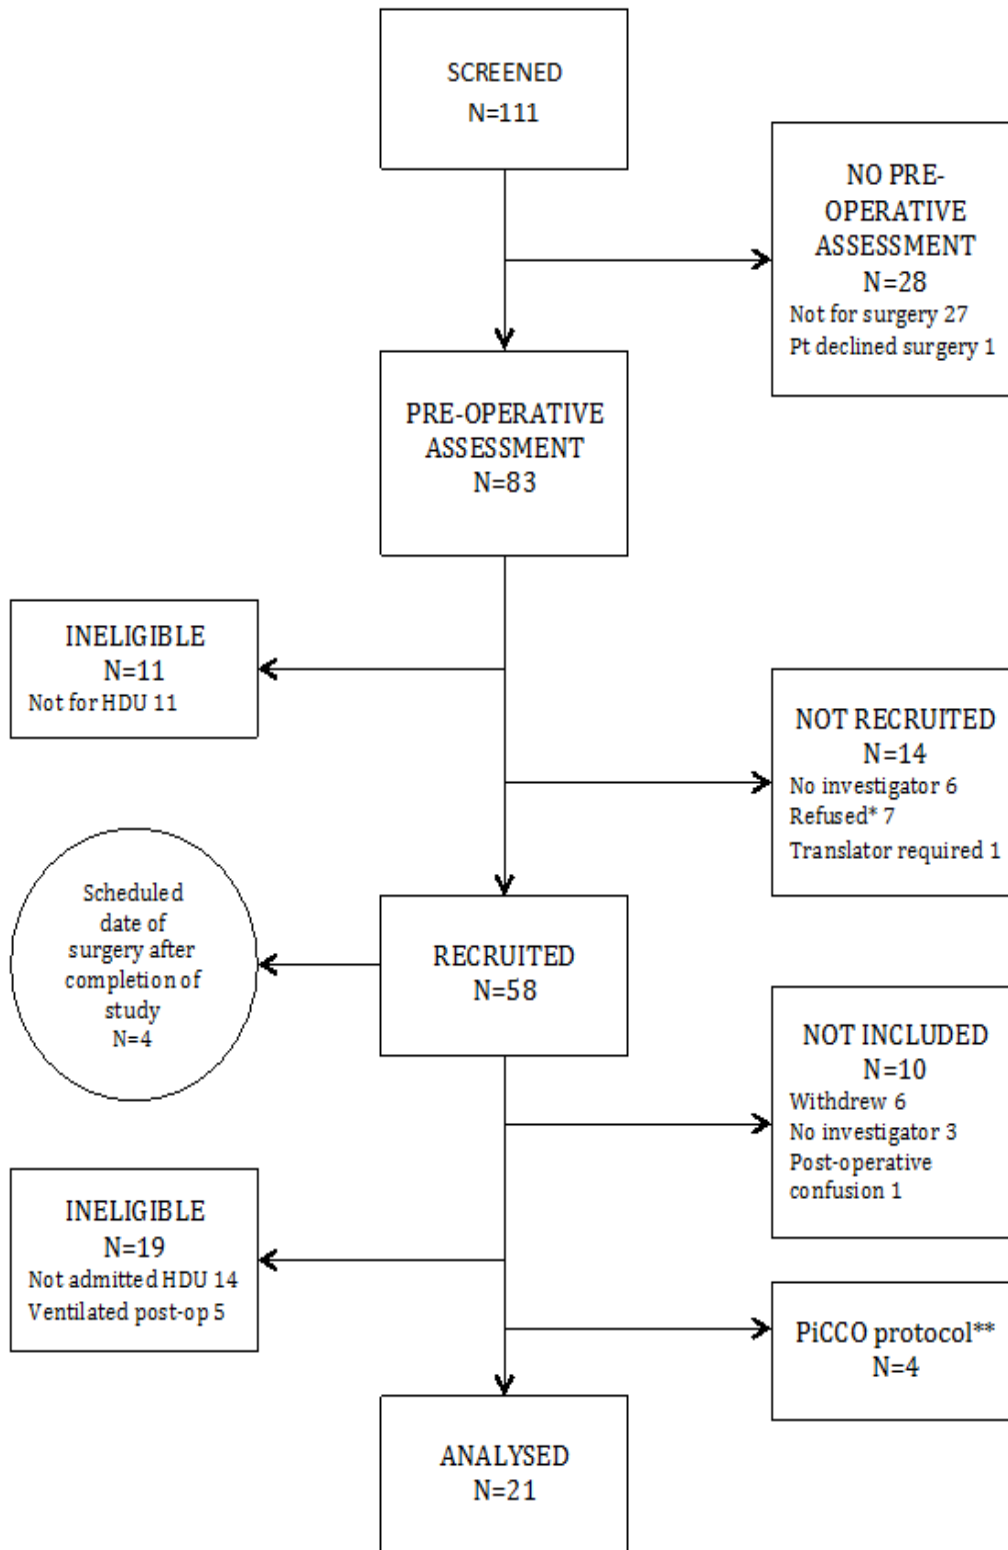 SCREENED
N=111
NO PRE-
OPERATIVE
ASSESSMENT
N=28
Not for surgery 27
Pt declined surgery 1
PRE-OPERATIVE
ASSESSMENT
N=83
INELIGIBLE
N=11
Not for HDU 11
NOT RECRUITED
N=14
No investigator 6
Refused* 7
Translator required 1
Scheduled
date of
surgery after
completion of
study
N=4
RECRUITED
N=58
NOT INCLUDED
N=10
Withdrew 6
No investigator 3
Post-operative
confusion 1
INELIGIBLE
N=19
Not admitted HDU 14
Ventilated post-op 5
PiCCO protocol**
N=4
ANALYSED
N=21